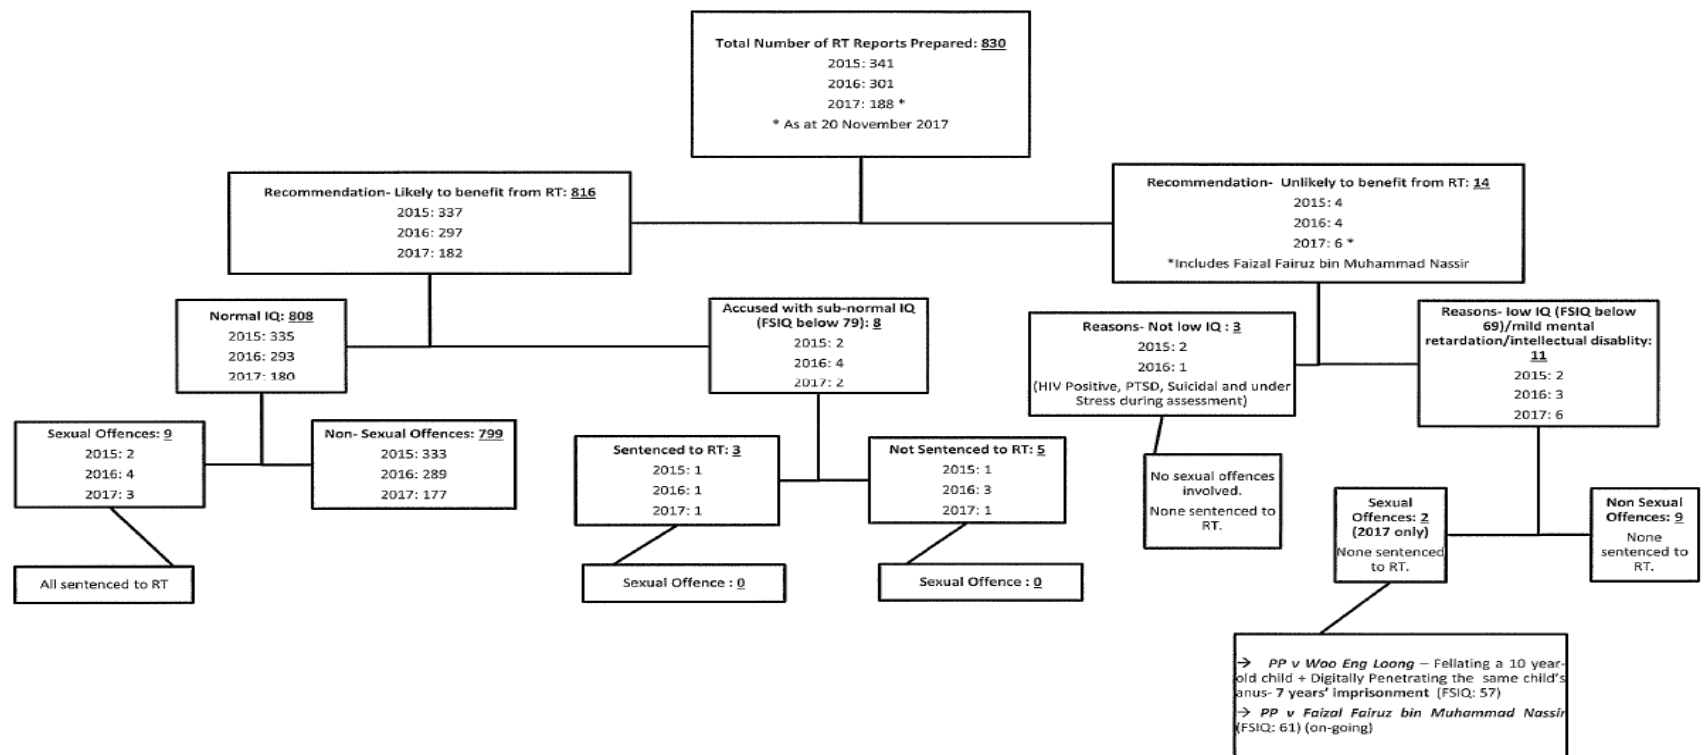 Total Number of RT Reports Prepared: 830
2015: 341
2016: 301
2017: 188 *
* As at 20 November 2017
Recommendation- Likely to benefit from RT: 816
2015: 337
2016: 297
2017: 182
Recommendation- Unlikely to benefit from RT: 14
2015: 4
2016: 4
2017: 6 *
*Includes Faizal Fairuz bin Muhammad Nassir
Normal IQ: 808
2015: 335
2016: 293
2017: 180
Accused with sub-normal IQ
(FSIQ below 79): 8
2015: 2
2016: 4
2017: 2
Reasons- Not low IQ : 3
2015: 2
2016: 1
(HIV Positive, PTSD, Suicidal and under
Stress during assessment)
Reasons- low IQ (FSIQ below
69)/mild mental
retardation/intellectual disablity:
11
2015: 2
2016: 3
2017: 6
Sexual Offences: 9
2015: 2
2016: 4
2017: 3
Non- Sexual Offences: 799
2015: 333
2016: 289
2017: 177
Sentenced to RT: 3
2015: 1
2016: 1
2017: 1
Not Sentenced to RT: 5
2015: 1
2016: 3
2017: 1
No sexual offences
involved.
None sentenced to
RT.
Sexual
Offences: 2
(2017 only)
None sentenced
to RT.
Non Sexual
Offences: 9
None
sentenced to
RT.
All sentenced to RT
Sexual Offence : 0
Sexual Offence : 0
→ PP v Woo Eng Loong – Fellating a 10 year-
old child + Digitally Penetrating the same child's
anus- 7 years' imprisonment (FSIQ: 57)
→ PP v Faizal Fairuz bin Muhammad Nassir
(FSIQ: 61) (on-going)